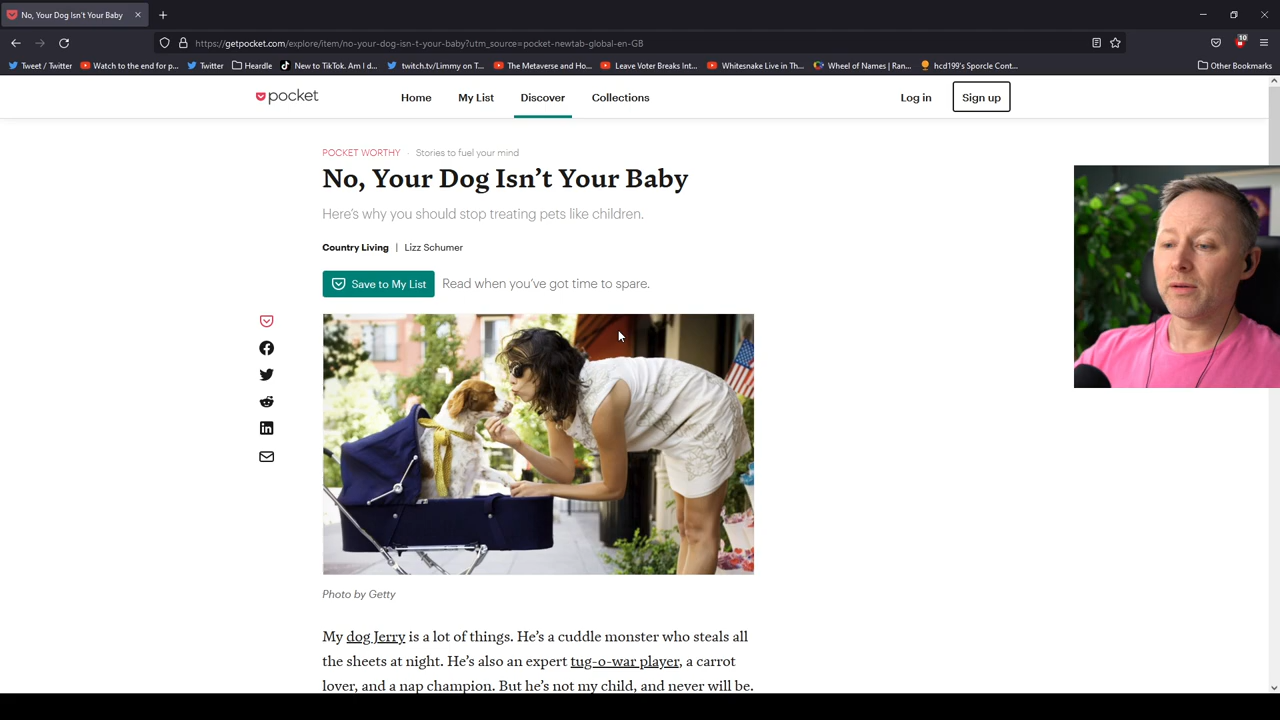 No, Your Dog Isn't Your Baby
https://getpocket.com/explore/item/no-your-dog-isn-t-your-baby?utm_source=pocket-newtab-global-en-GB
10
Tweet / Twitter
Watch to the end for p...
Twitter
Heardle
New to TikTok. Am I d...
twitch.tv/Limmy on T...
The Metaverse and Ho...
Leave Voter Breaks Int...
Whitesnake Live in Th...
Wheel of Names | Ran...
hcd199's Sporcle Cont...
Other Bookmarks
pocket
Home
My List
Discover
Collections
Log in
Sign up
POCKET WORTHY · Stories to fuel your mind
No, Your Dog Isn't Your Baby
Here's why you should stop treating pets like children.
Country Living | Lizz Schumer
Save to My List
Read when you've got time to spare.
Photo by Getty
My dog Jerry is a lot of things. He's a cuddle monster who steals all
the sheets at night. He's also an expert tug-o-war player, a carrot
lover, and a nap champion. But he's not my child, and never will be.